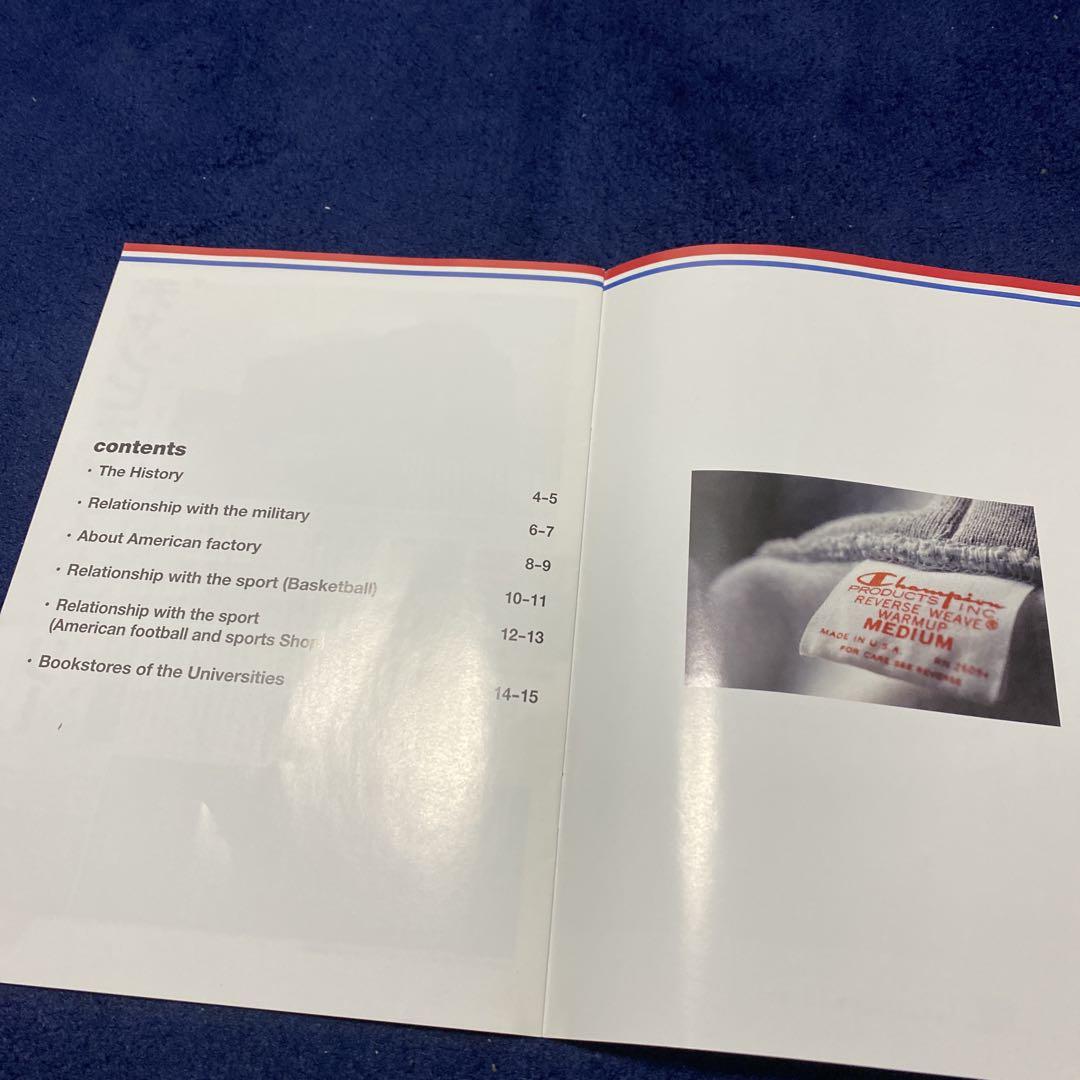 contents
· The History
4-5
· Relationship with the military
6-7
· About American factory
8-9
· Relationship with the sport (Basketball)
10-11
· Relationship with the sport
(American football and sports Shop
12-13
· Bookstores of the Universities
14-15
Champion
PRODUCTS INC
REVERSE WEAVE®
WARMUP
MEDIUM
MADE IN U.S.A. RN 26094
FOR CARE SEE REVERSE